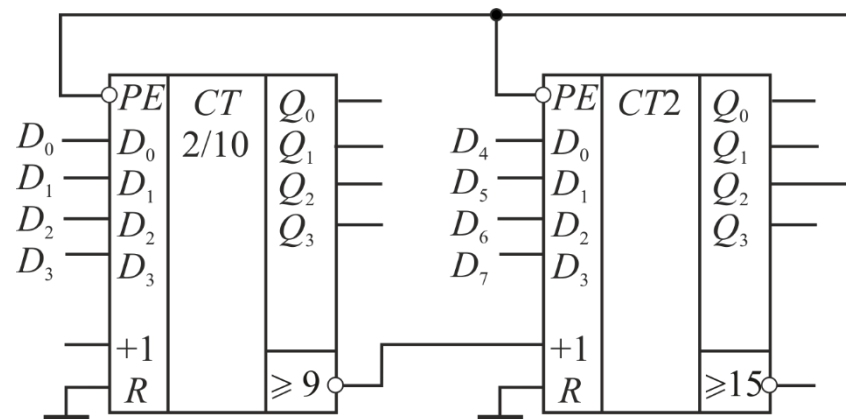 PE CT Q₀ PE CT2 Q₀
D₀ D₀ 2/10 Q₁ D₄ D₀ Q₁
D₁ D₁ Q₂ D₅ D₁ Q₂
D₂ D₂ Q₃ D₆ D₂ Q₃
D₃ D₃ D₇ D₃
+1 +1
R ⩾ 9 R ⩾15